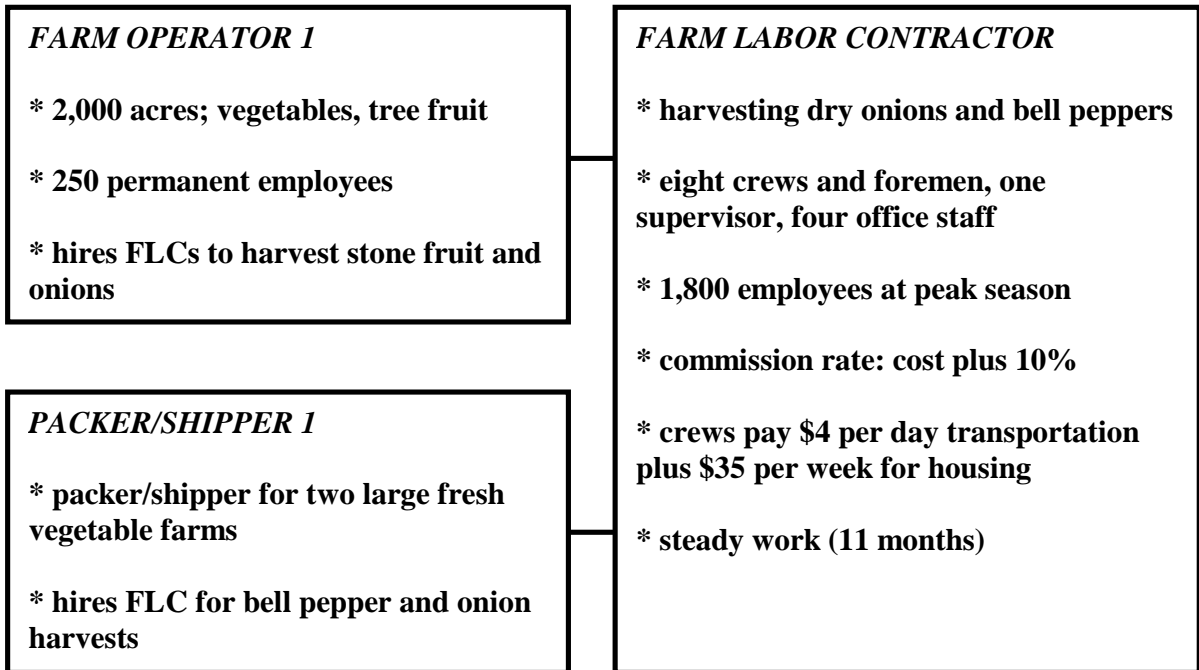 FARM OPERATOR 1
* 2,000 acres; vegetables, tree fruit
* 250 permanent employees
* hires FLCs to harvest stone fruit and
onions
PACKER/SHIPPER 1
* packer/shipper for two large fresh
vegetable farms
* hires FLC for bell pepper and onion
harvests
FARM LABOR CONTRACTOR
* harvesting dry onions and bell peppers
* eight crews and foremen, one
supervisor, four office staff
* 1,800 employees at peak season
* commission rate: cost plus 10%
* crews pay $4 per day transportation
plus $35 per week for housing
* steady work (11 months)